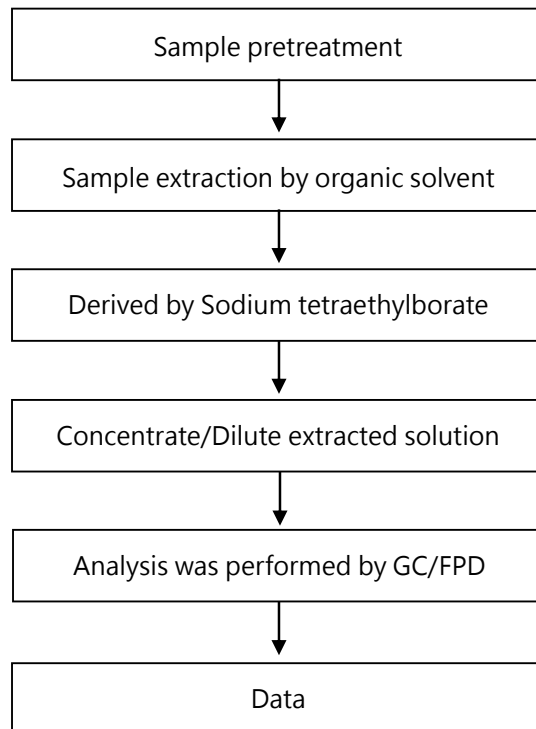 Sample pretreatment
Sample extraction by organic solvent
Derived by Sodium tetraethylborate
Concentrate/Dilute extracted solution
Analysis was performed by GC/FPD
Data